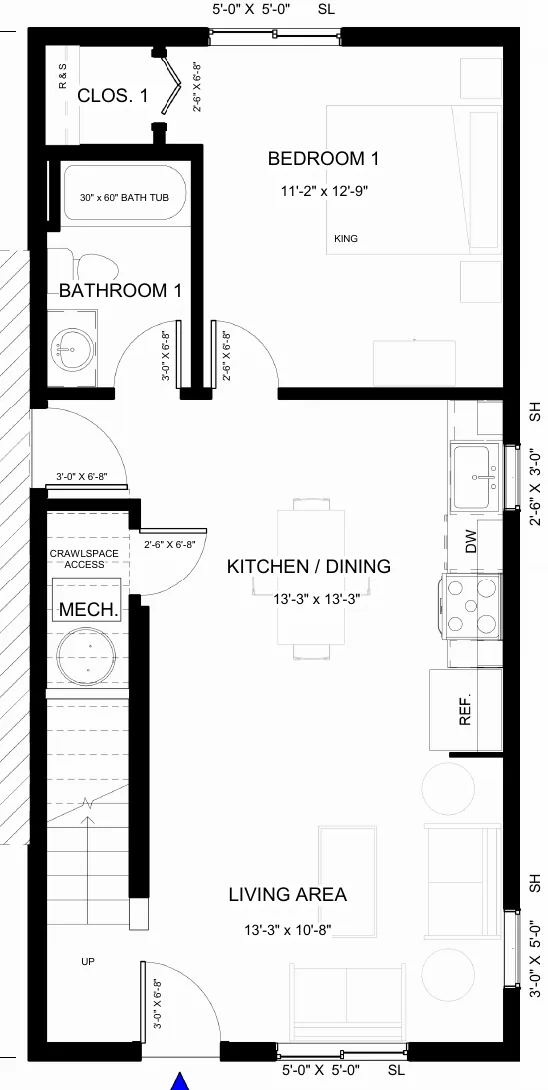 5'-0" X 5'-0" SL
R & S
CLOS. 1
2'-6" X 6'-8"
BEDROOM 1
11'-2" x 12'-9"
30" x 60" BATH TUB
KING
BATHROOM 1
3'-0" X 6'-8"
2'-6" X 6'-8"
2'-6" X 3'-0" SH
3'-0" X 6'-8"
2'-6" X 6'-8"
DW
CRAWLSPACE
ACCESS
KITCHEN / DINING
13'-3" x 13'-3"
MECH.
REF.
LIVING AREA
13'-3" x 10'-8"
3'-0" X 5'-0" SH
UP
3'-0" X 6'-8"
5'-0" X 5'-0" SL